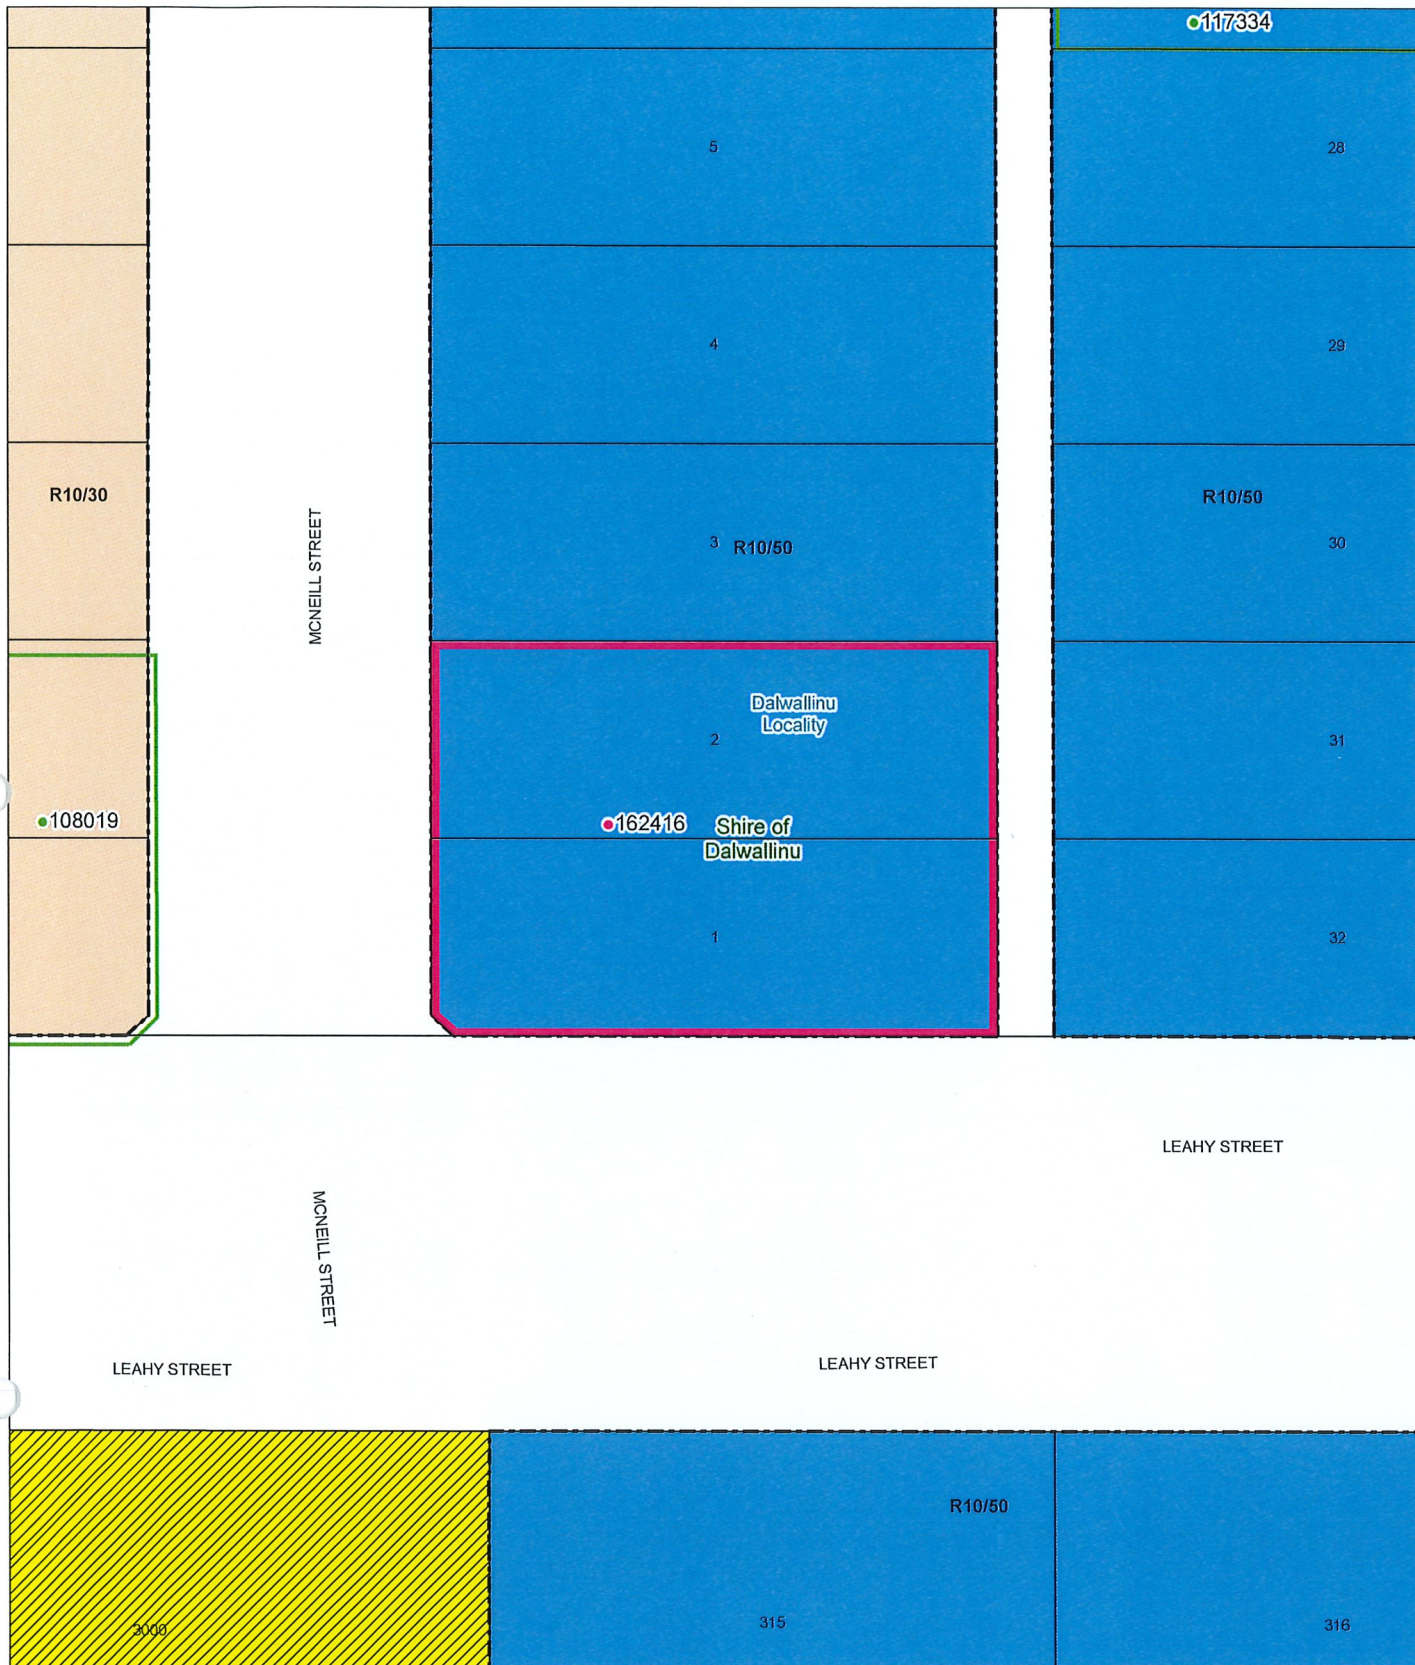 117334
5
28
4
29
R10/30
R10/50
MCNEILL STREET
3
R10/50
30
Dalwallinu
Locality
2
31
108019
162416
Shire of
Dalwallinu
1
32
LEAHY STREET
MCNEILL STREET
LEAHY STREET
LEAHY STREET
R10/50
3000
315
316